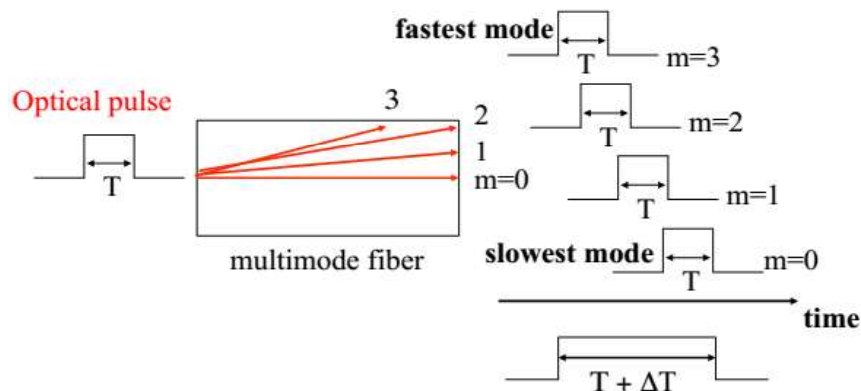 fastest mode
T
m=3
Optical pulse
T
3
2
1
m=0
multimode fiber
T
m=2
T
m=1
slowest mode
T
m=0
time
T + ΔT